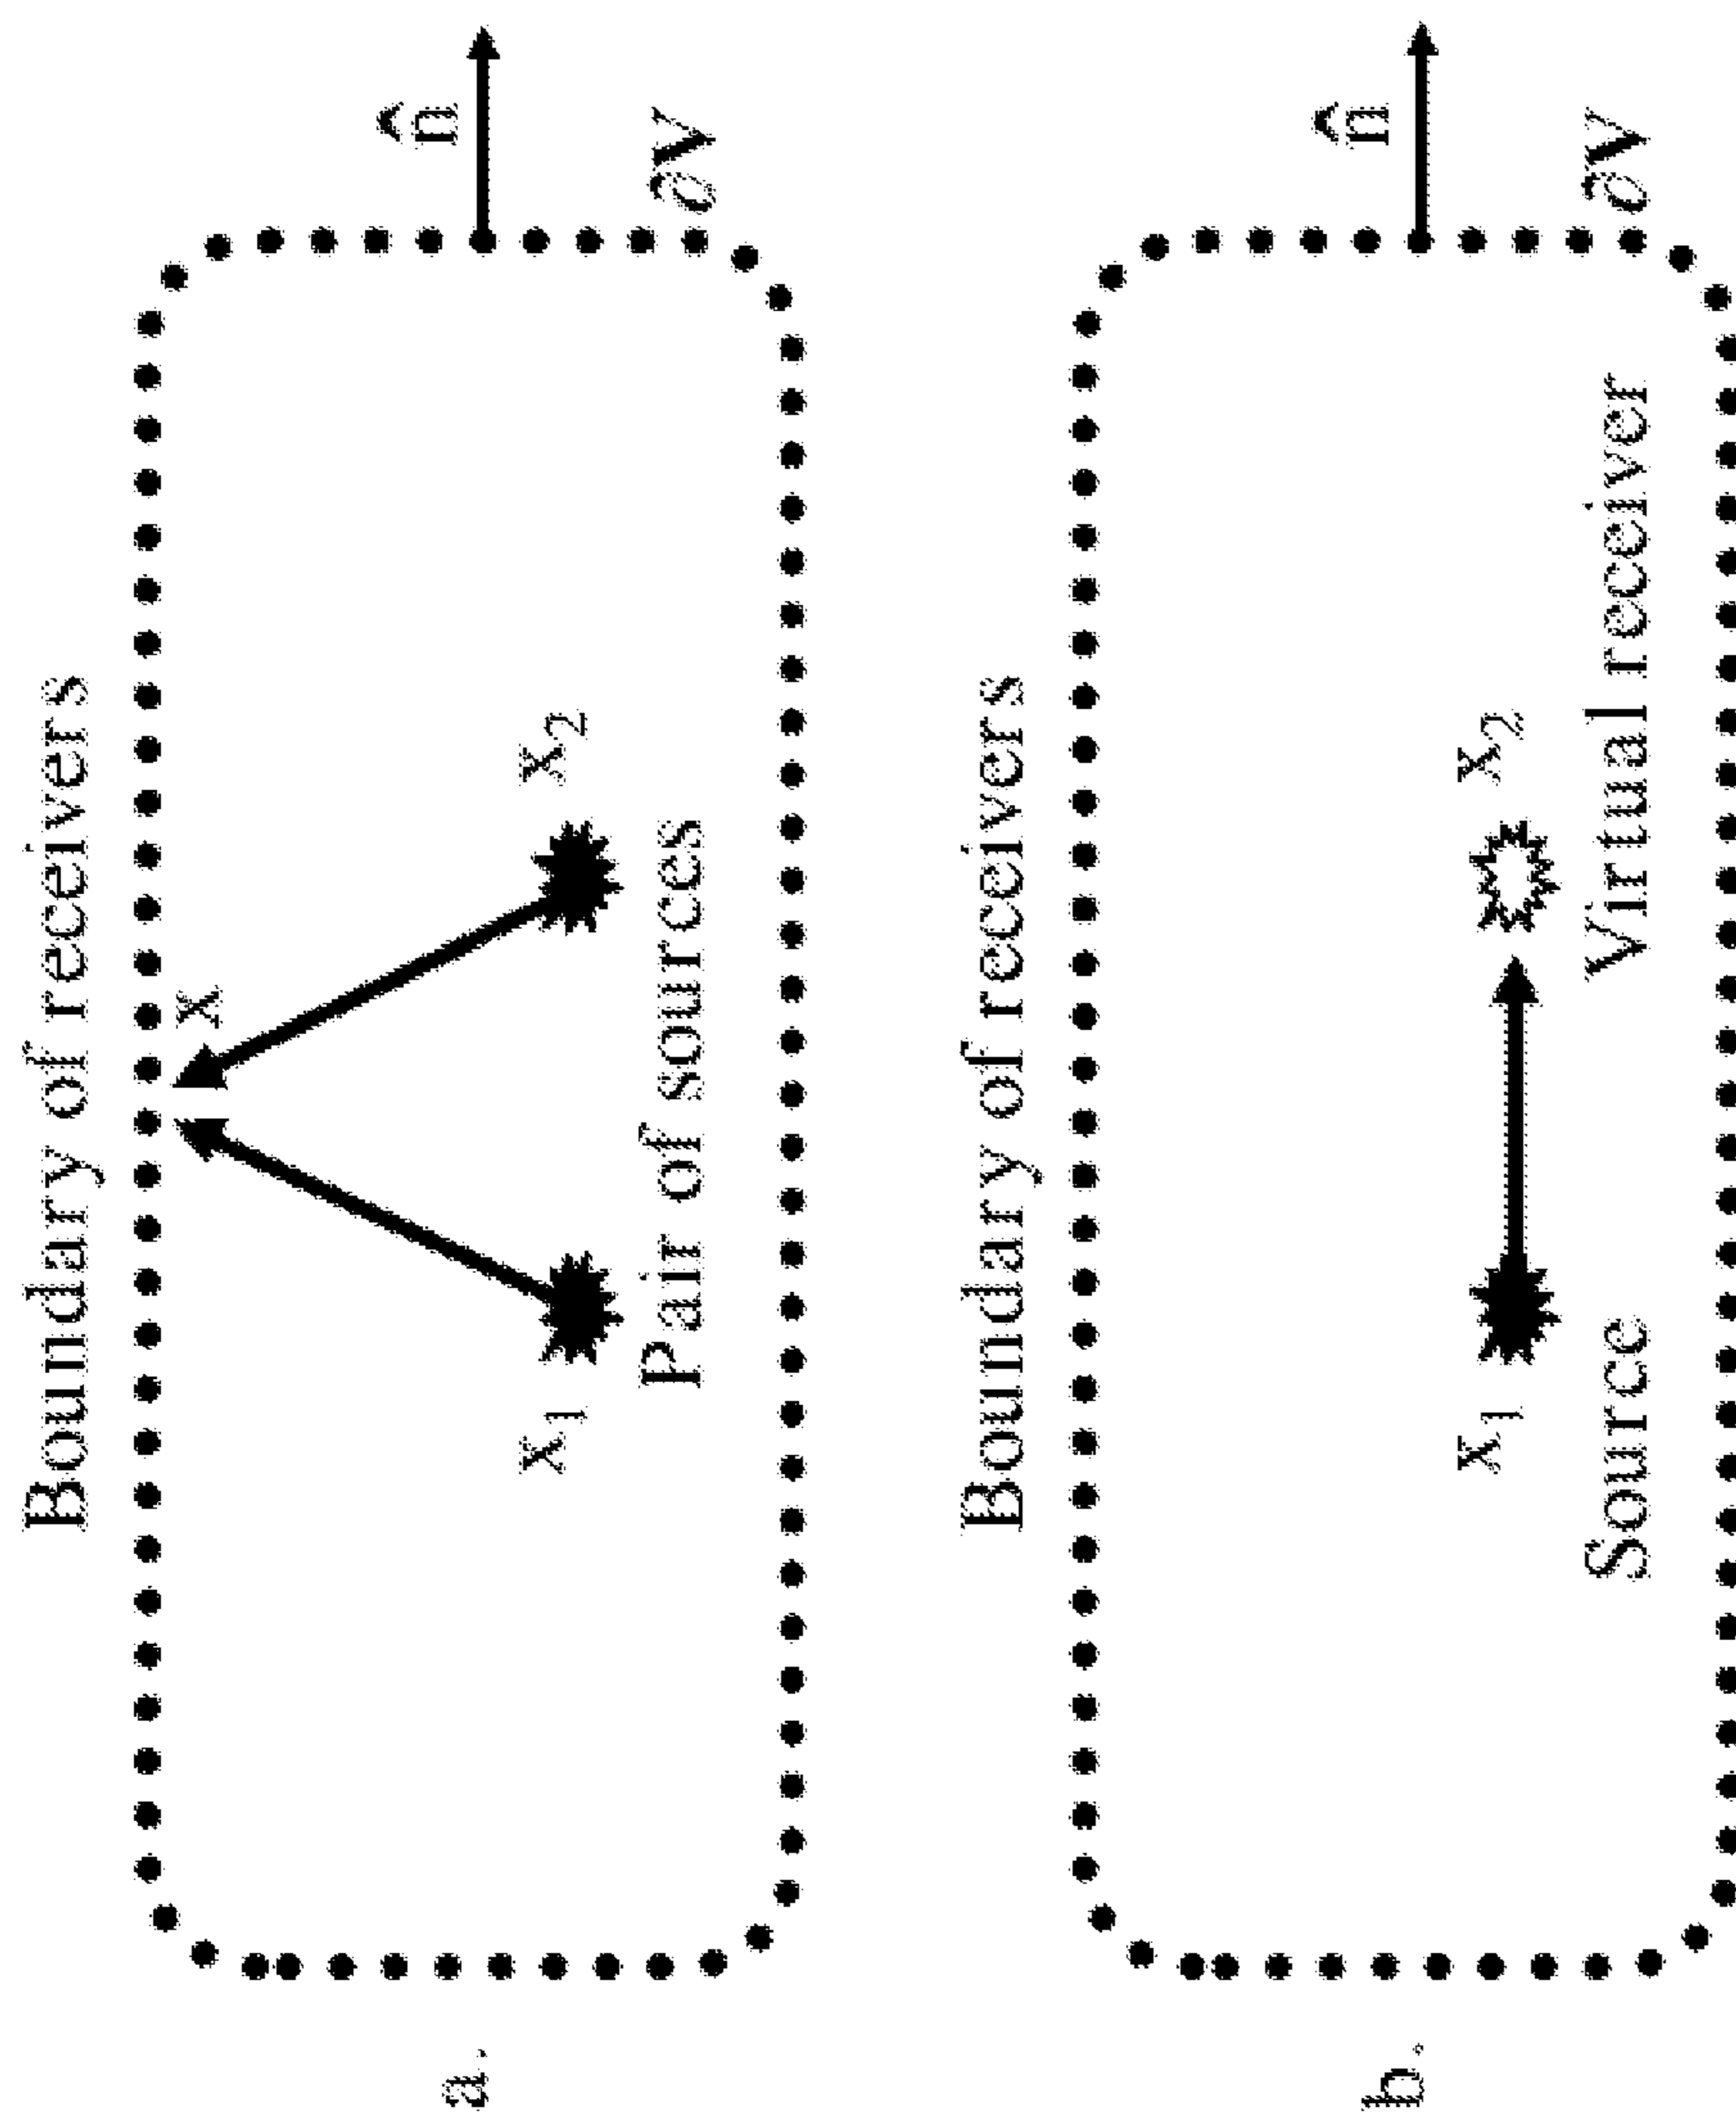 Boundary of receivers
x
n̂
a.
x1
x2
Pair of sources
∂V
Boundary of receivers
n̂
b.
x1
x2
Source
Virtual receiver
∂V